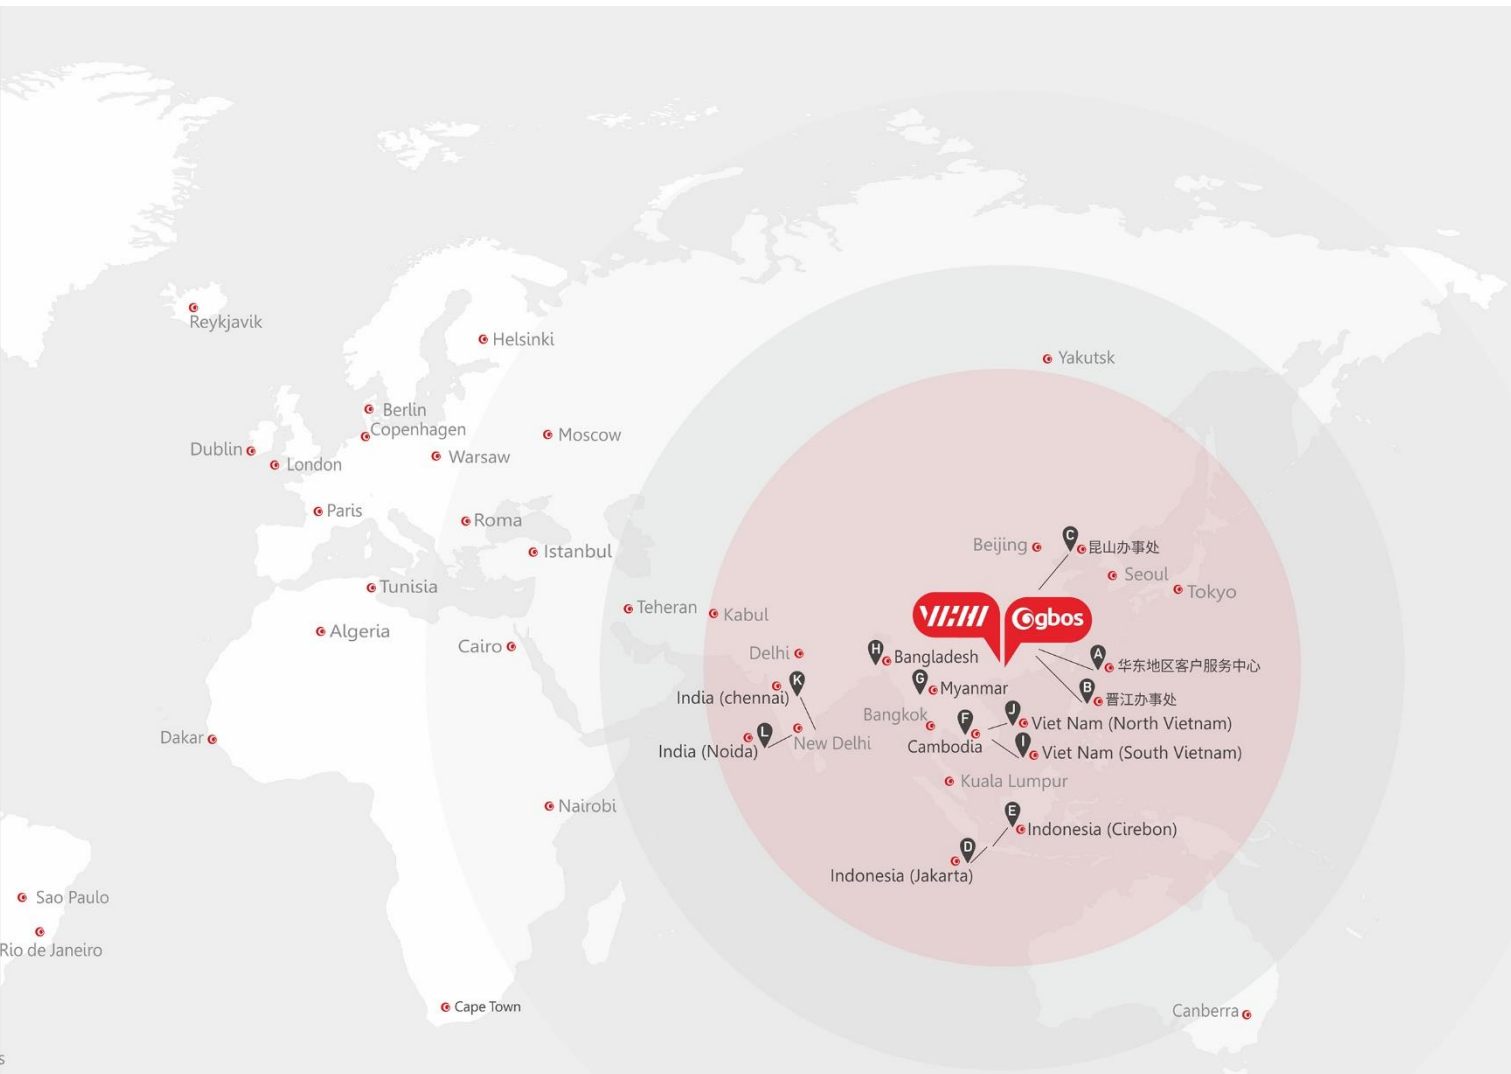 Reykjavik
Helsinki
Yakutsk
Berlin
Copenhagen
Dublin
Moscow
London
Warsaw
Paris
Roma
Beijing
C
昆山办事处
Istanbul
Seoul
Tunisia
Tokyo
Teheran
Kabul
ogbos
Algeria
Cairo
Delhi
H
Bangladesh
A
华东地区客户服务中心
K
India (chennai)
G
Myanmar
B
晋江办事处
Bangkok
F
Cambodia
J
Viet Nam (North Vietnam)
Dakar
L
India (Noida)
New Delhi
I
Viet Nam (South Vietnam)
Kuala Lumpur
Nairobi
E
Indonesia (Cirebon)
D
Indonesia (Jakarta)
Sao Paulo
Rio de Janeiro
Cape Town
Canberra
s